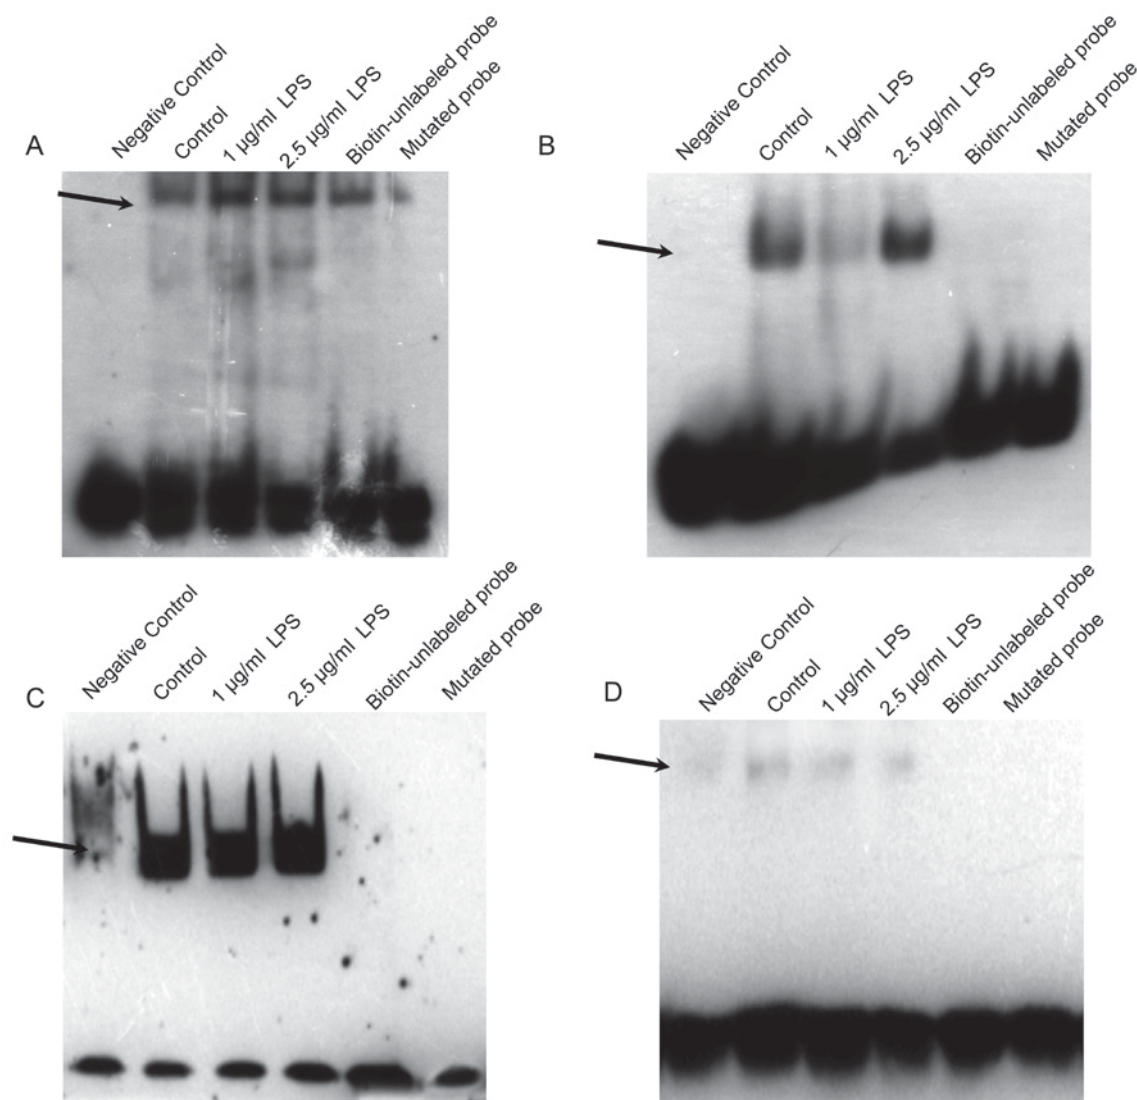 A
Negative Control
Control
1 µg/ml LPS
2.5 µg/ml LPS
Biotin-unlabeled probe
Mutated probe
B
Negative Control
Control
1 µg/ml LPS
2.5 µg/ml LPS
Biotin-unlabeled probe
Mutated probe
C
Negative Control
Control
1 µg/ml LPS
2.5 µg/ml LPS
Biotin-unlabeled probe
Mutated probe
D
Negative Control
Control
1 µg/ml LPS
2.5 µg/ml LPS
Biotin-unlabeled probe
Mutated probe